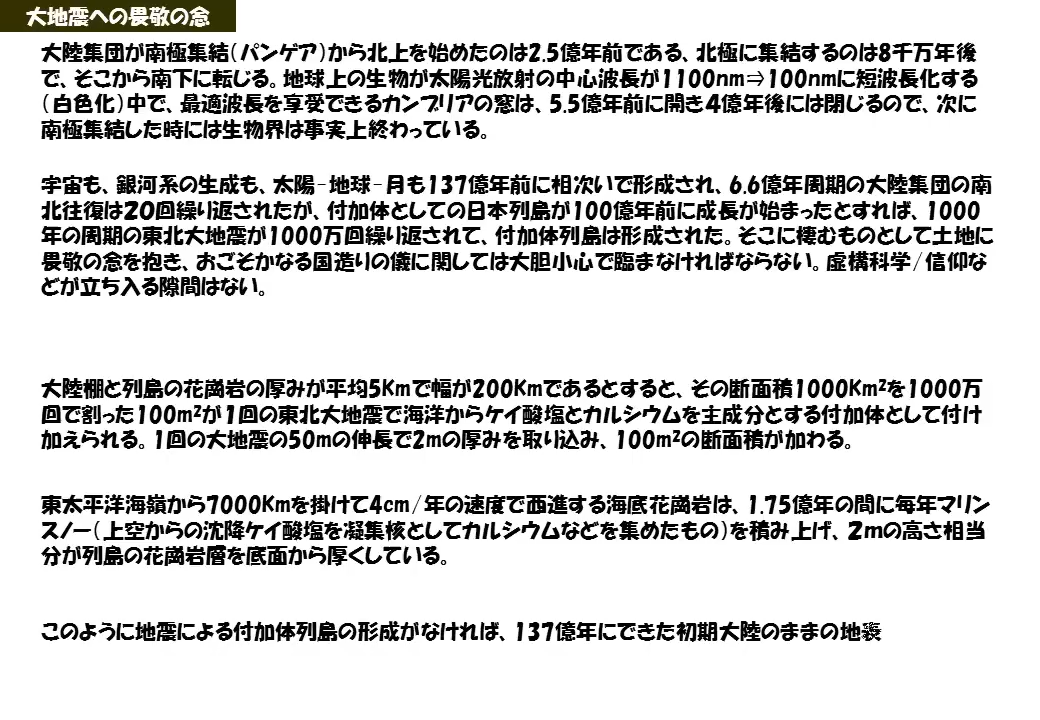 大地震への畏敬の念
大陸集団が南極集結(パンゲア)から北上を始めたのは2.5億年前である、北極に集結するのは8千万年後
で、そこから南下に転じる。地球上の生物が太陽光放射の中心波長が1100nm⇒100nmに短波長化する
(白色化)中で、最適波長を享受できるカンブリアの窓は、5.5億年前に開き4億年後には閉じるので、次に
南極集結した時には生物界は事実上終わっている。
宇宙も、銀河系の生成も、太陽-地球-月も137億年前に相次いで形成され、6.6億年周期の大陸集団の南
北往復は20回繰り返されたが、付加体としての日本列島が100億年前に成長が始まったとすれば、1000
年の周期の東北大地震が1000万回繰り返されて、付加体列島は形成された。そこに棲むものとして土地に
畏敬の念を抱き、おごそかなる国造りの儀に関しては大胆小心で臨まなければならない。虚構科学/信仰な
どが立ち入る隙間はない。
大陸棚と列島の花崗岩の厚みが平均5Kmで幅が200Kmであるとすると、その断面積1000Km²を1000万
回で割った100m²が1回の東北大地震で海洋からケイ酸塩とカルシウムを主成分とする付加体として付け
加えられる。1回の大地震の50mの伸長で2mの厚みを取り込み、100m²の断面積が加わる。
東太平洋海嶺から7000Kmを掛けて4cm/年の速度で西進する海底花崗岩は、1.75億年の間に毎年マリン
スノー(上空からの沈降ケイ酸塩を凝集核としてカルシウムなどを集めたもの)を積み上げ、2mの高さ相当
分が列島の花崗岩層を底面から厚くしている。
このように地震による付加体列島の形成がなければ、137億年にできた初期大陸のままの地